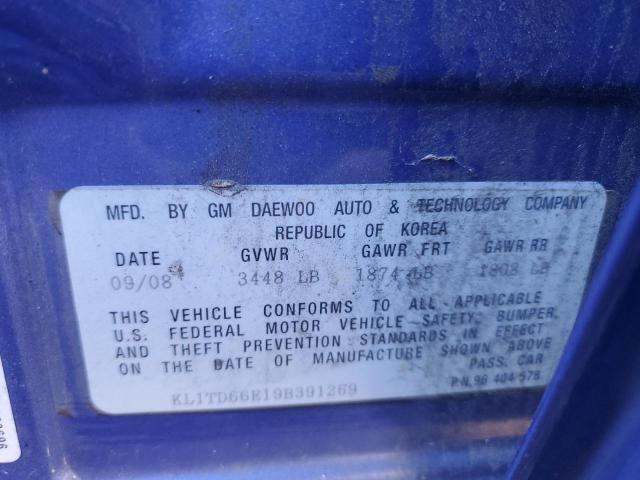 MFD. BY GM DAEWOO AUTO & TECHNOLOGY COMPANY
REPUBLIC OF KOREA
DATE GVWR GAWR FRT GAWR RR
09/08 3448 LB 1874 LB 1808 LB
THIS VEHICLE CONFORMS TO ALL APPLICABLE
U.S. FEDERAL MOTOR VEHICLE SAFETY, BUMPER,
AND THEFT PREVENTION STANDARDS IN EFFECT
ON THE DATE OF MANUFACTURE SHOWN ABOVE
PASS. CAR
P/N 96 404 578
KL1TD66E19B391269